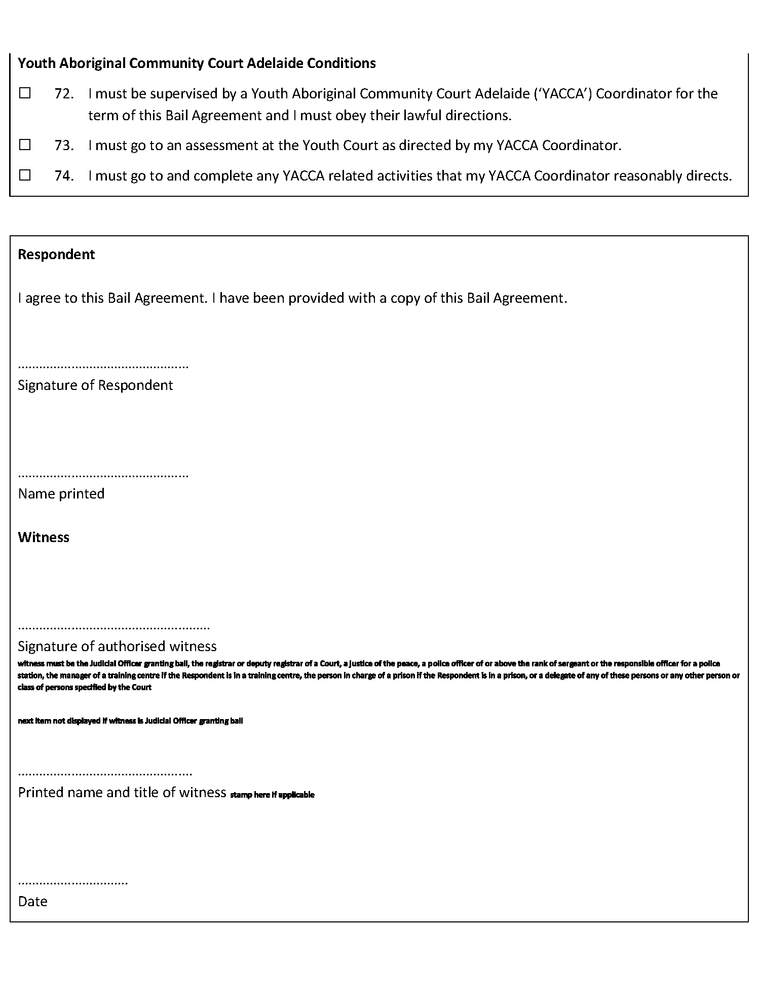 Youth Aboriginal Community Court Adelaide Conditions
☐ 72. I must be supervised by a Youth Aboriginal Community Court Adelaide (‘YACCA’) Coordinator for the
term of this Bail Agreement and I must obey their lawful directions.
☐ 73. I must go to an assessment at the Youth Court as directed by my YACCA Coordinator.
☐ 74. I must go to and complete any YACCA related activities that my YACCA Coordinator reasonably directs.
Respondent
I agree to this Bail Agreement. I have been provided with a copy of this Bail Agreement.
................................................
Signature of Respondent
................................................
Name printed
Witness
......................................................
Signature of authorised witness
witness must be the Judicial Officer granting bail, the registrar or deputy registrar of a Court, a justice of the peace, a police officer of or above the rank of sergeant or the responsible officer for a police
station, the manager of a training centre if the Respondent is in a training centre, the person in charge of a prison if the Respondent is in a prison, or a delegate of any of these persons or any other person or
class of persons specified by the Court
next item not displayed if witness is Judicial Officer granting bail
.................................................
Printed name and title of witness stamp here if applicable
...............................
Date